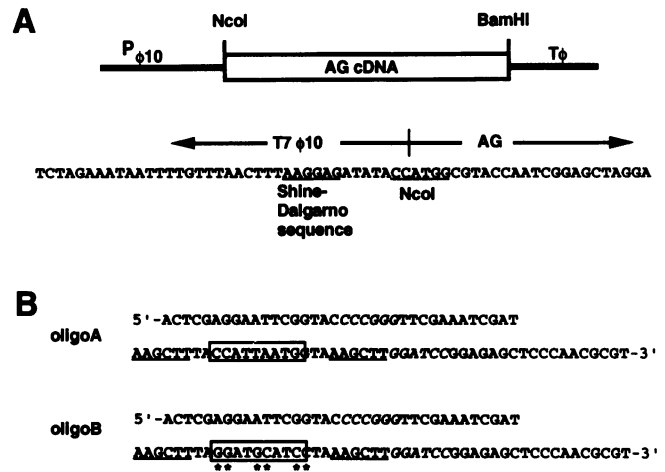 A
NcoI BamHI
Pφ10 AG cDNA Tφ
T7 φ10 AG
TCTAGAAATAATTTTGTTTAACTTTAAGGAGATATACCATGGCGTACCAATCGGAGCTAGGA
Shine- NcoI
Dalgarno
sequence
B
5'-ACTCGAGGAATTCGGTACCCCGGGTTCGAAATCGAT
oligoA
AAGCTTTACCATTAATGGTAAAGCTTGGATCCGGAGAGCTCCCAACGCGT-3'
5'-ACTCGAGGAATTCGGTACCCCGGGTTCGAAATCGAT
oligoB
AAGCTTTAGGATGCATCCTAAAGCTTGGATCCGGAGAGCTCCCAACGCGT-3'
** ** **